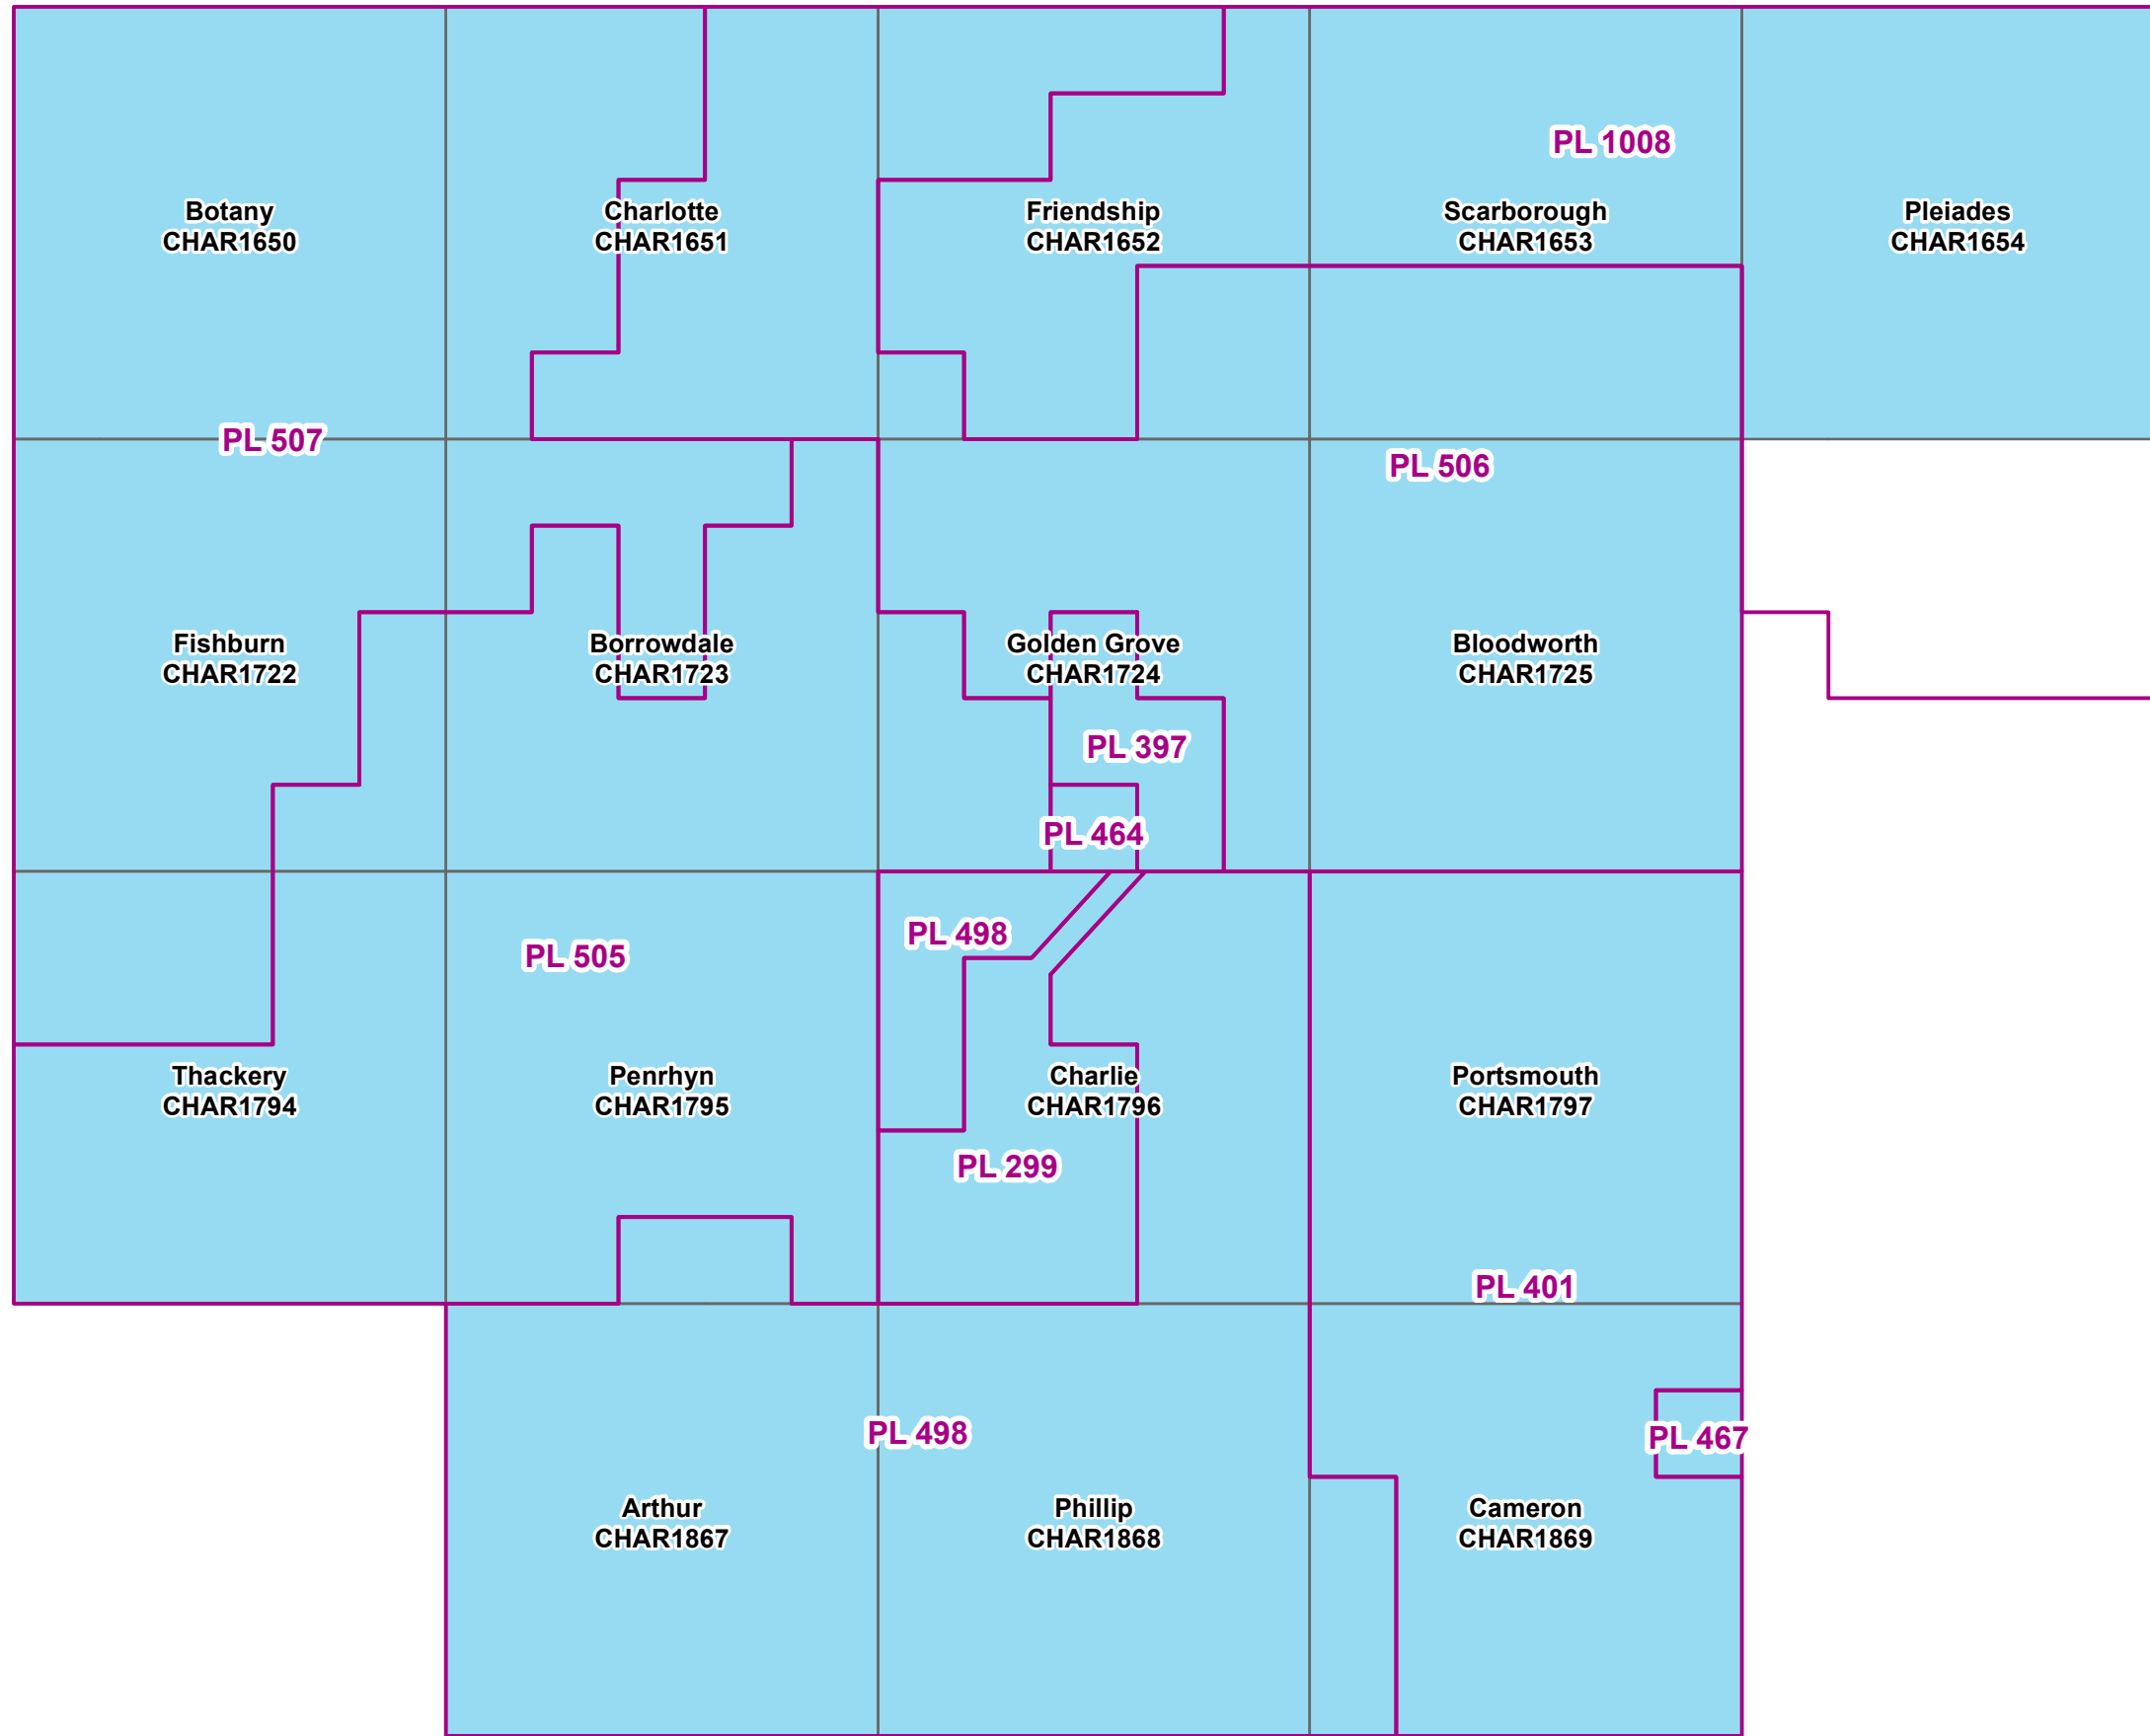 PL 1008
Botany
CHAR1650
Charlotte
CHAR1651
Friendship
CHAR1652
Scarborough
CHAR1653
Pleiades
CHAR1654
PL 507
PL 506
Fishburn
CHAR1722
Borrowdale
CHAR1723
Golden Grove
CHAR1724
Bloodworth
CHAR1725
PL 397
PL 464
PL 498
PL 505
Thackery
CHAR1794
Penrhyn
CHAR1795
Charlie
CHAR1796
Portsmouth
CHAR1797
PL 299
PL 401
PL 498
PL 467
Arthur
CHAR1867
Phillip
CHAR1868
Cameron
CHAR1869